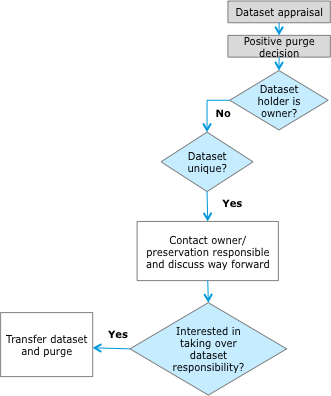 Dataset appraisal
Positive purge
decision
Dataset
holder is
owner?
No
Dataset
unique?
Yes
Contact owner/
preservation responsible
and discuss way forward
Interested in
taking over
dataset
responsibility?
Yes
Transfer dataset
and purge